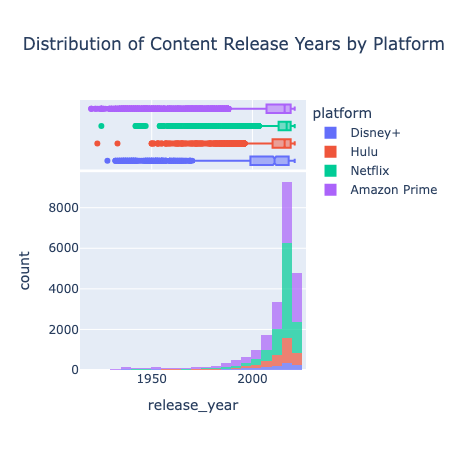 Distribution of Content Release Years by Platform
platform
Disney+
Hulu
Netflix
Amazon Prime
8000
6000
4000
2000
0
count
1950
2000
release_year